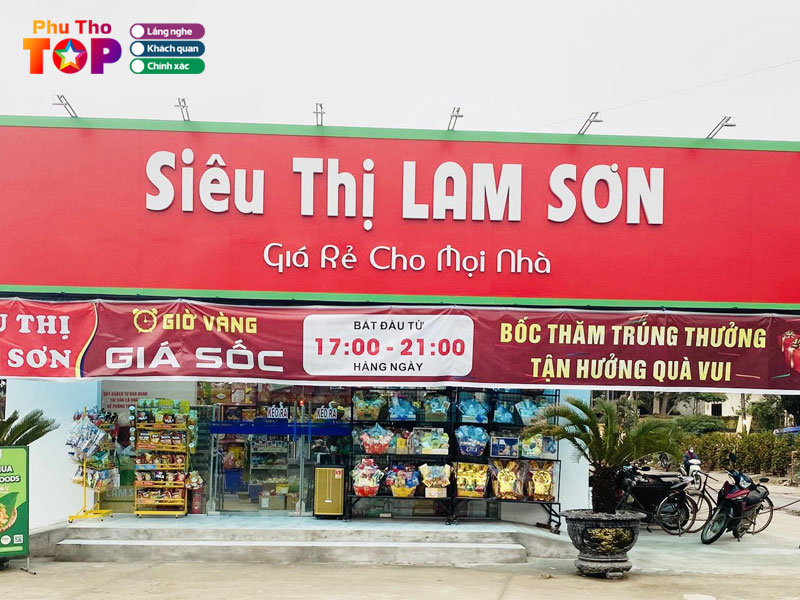 Phu Tho
TOP
Lắng nghe
Khách quan
Chính xác
Siêu Thị LAM SƠN
Giá Rẻ Cho Mọi Nhà
U THỊ
SƠN
GIỜ VÀNG
GIÁ SỐC
BẮT ĐẦU TỪ
17:00 - 21:00
HÀNG NGÀY
BỐC THĂM TRÚNG THƯỞNG
TẬN HƯỞNG QUÀ VUI
KÉO RA
KÉO RA